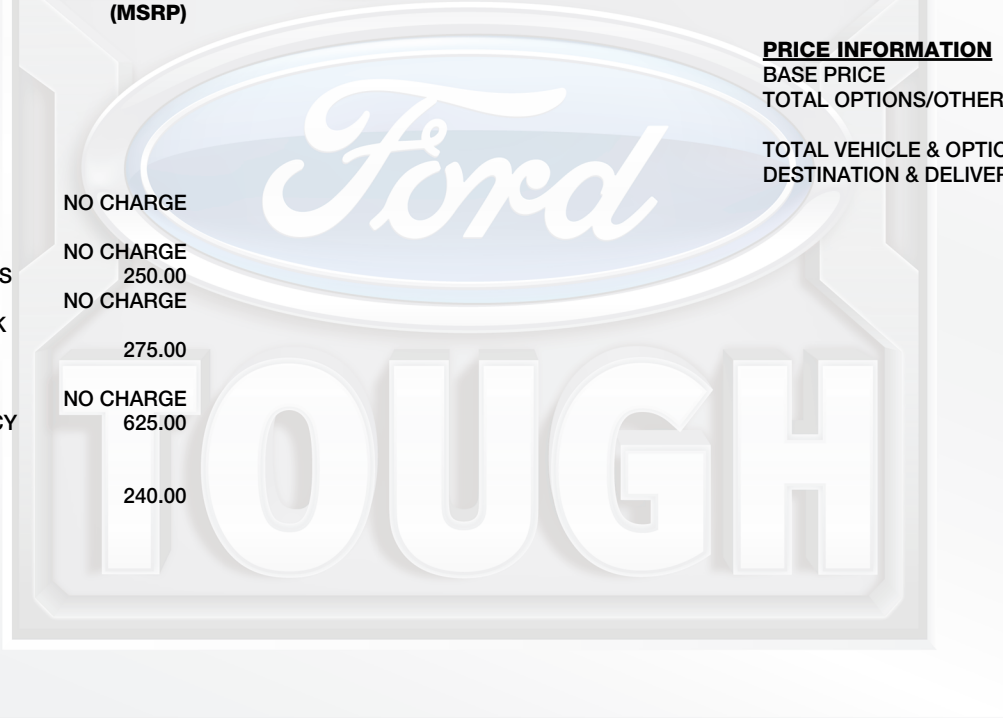 (MSRP)
PRICE INFORMATION
BASE PRICE
TOTAL OPTIONS/OTHER
TOTAL VEHICLE & OPTIO
DESTINATION & DELIVER
NO CHARGE
NO CHARGE
S 250.00
NO CHARGE
K
275.00
NO CHARGE
CY 625.00
240.00
Ford
TOUGH